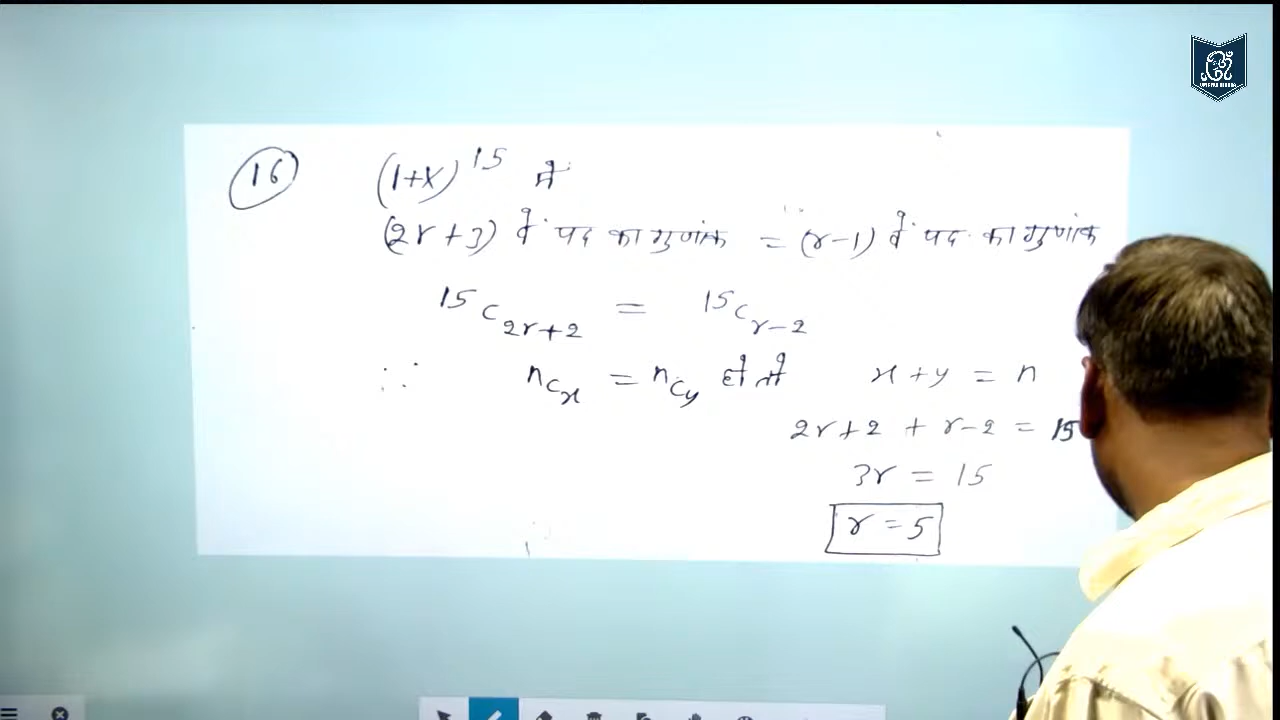 16
(1+x)^15 में
(2r+3) वें पद का गुणांक = (r-1) वें पद का गुणांक
15C2r+2 = 15Cr-2
∵ nCx = nCy हो तो x+y = n
2r+2 + r-2 = 15
3r = 15
r = 5